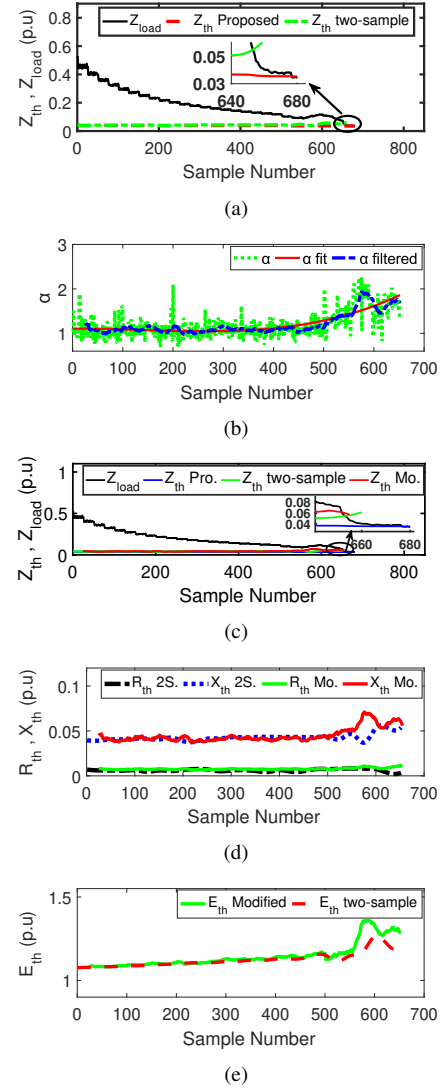 Z_load Z_th Proposed Z_th two-sample
Z_th , Z_load (p.u)
0.8
0.6
0.4
0.2
0
0.05
0.03
640 680
0 200 400 600 800
Sample Number
(a)
α α fit α filtered
α
3
2
1
0 100 200 300 400 500 600 700
Sample Number
(b)
Z_load Z_th Pro. Z_th two-sample Z_th Mo.
Z_th , Z_load (p.u)
1
0.5
0
0.08
0.06
0.04
660 680
0 200 400 600 800
Sample Number
(c)
R_th 2S. X_th 2S. R_th Mo. X_th Mo.
R_th , X_th (p.u)
0.1
0.05
0
0 100 200 300 400 500 600 700
Sample Number
(d)
E_th Modified E_th two-sample
E_th (p.u)
1.5
1
0 100 200 300 400 500 600 700
Sample Number
(e)